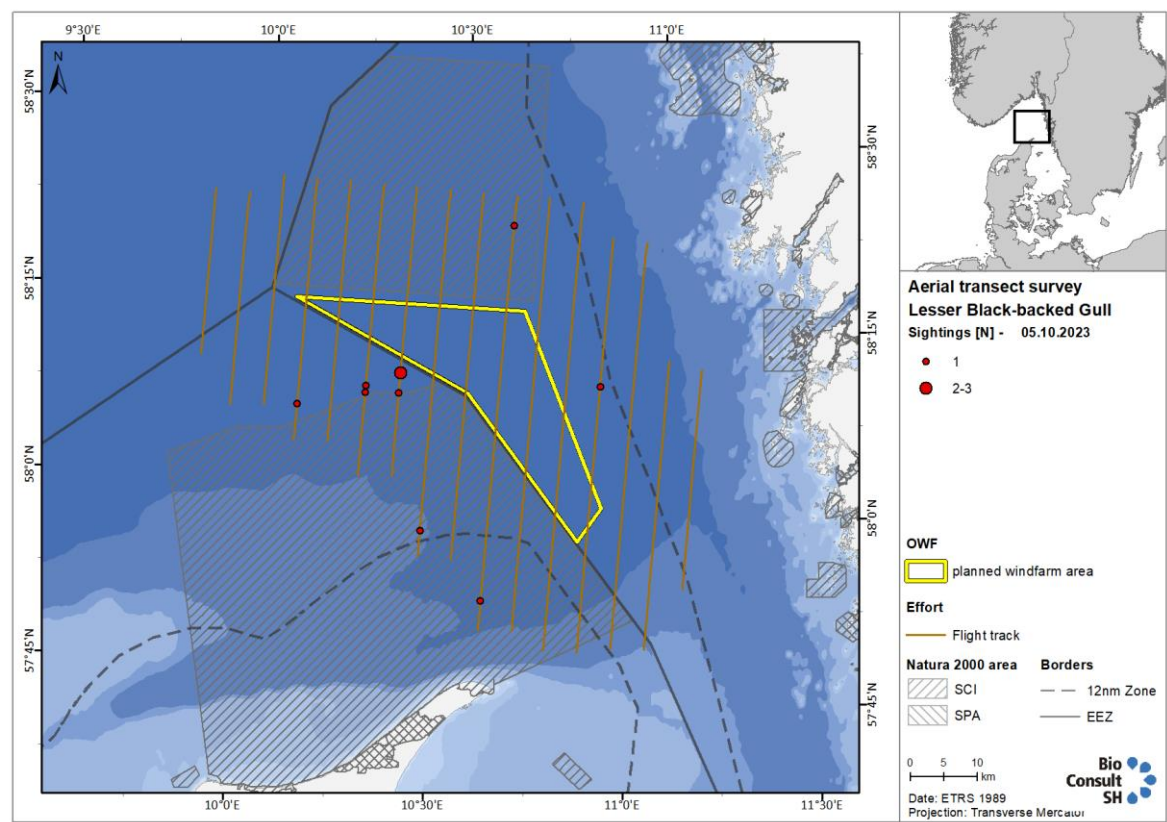 9°30'E 10°0'E 10°30'E 11°0'E
N
58°30'N
58°15'N
58°0'N
57°45'N
58°30'N
58°15'N
58°0'N
57°45'N
10°0'E 10°30'E 11°0'E 11°30'E
Aerial transect survey
Lesser Black-backed Gull
Sightings [N] - 05.10.2023
1
2-3
OWF
planned windfarm area
Effort
Flight track
Natura 2000 area Borders
SCI 12nm Zone
SPA EEZ
0 5 10
km
Bio
Consult
SH
Date: ETRS 1989
Projection: Transverse Mercator